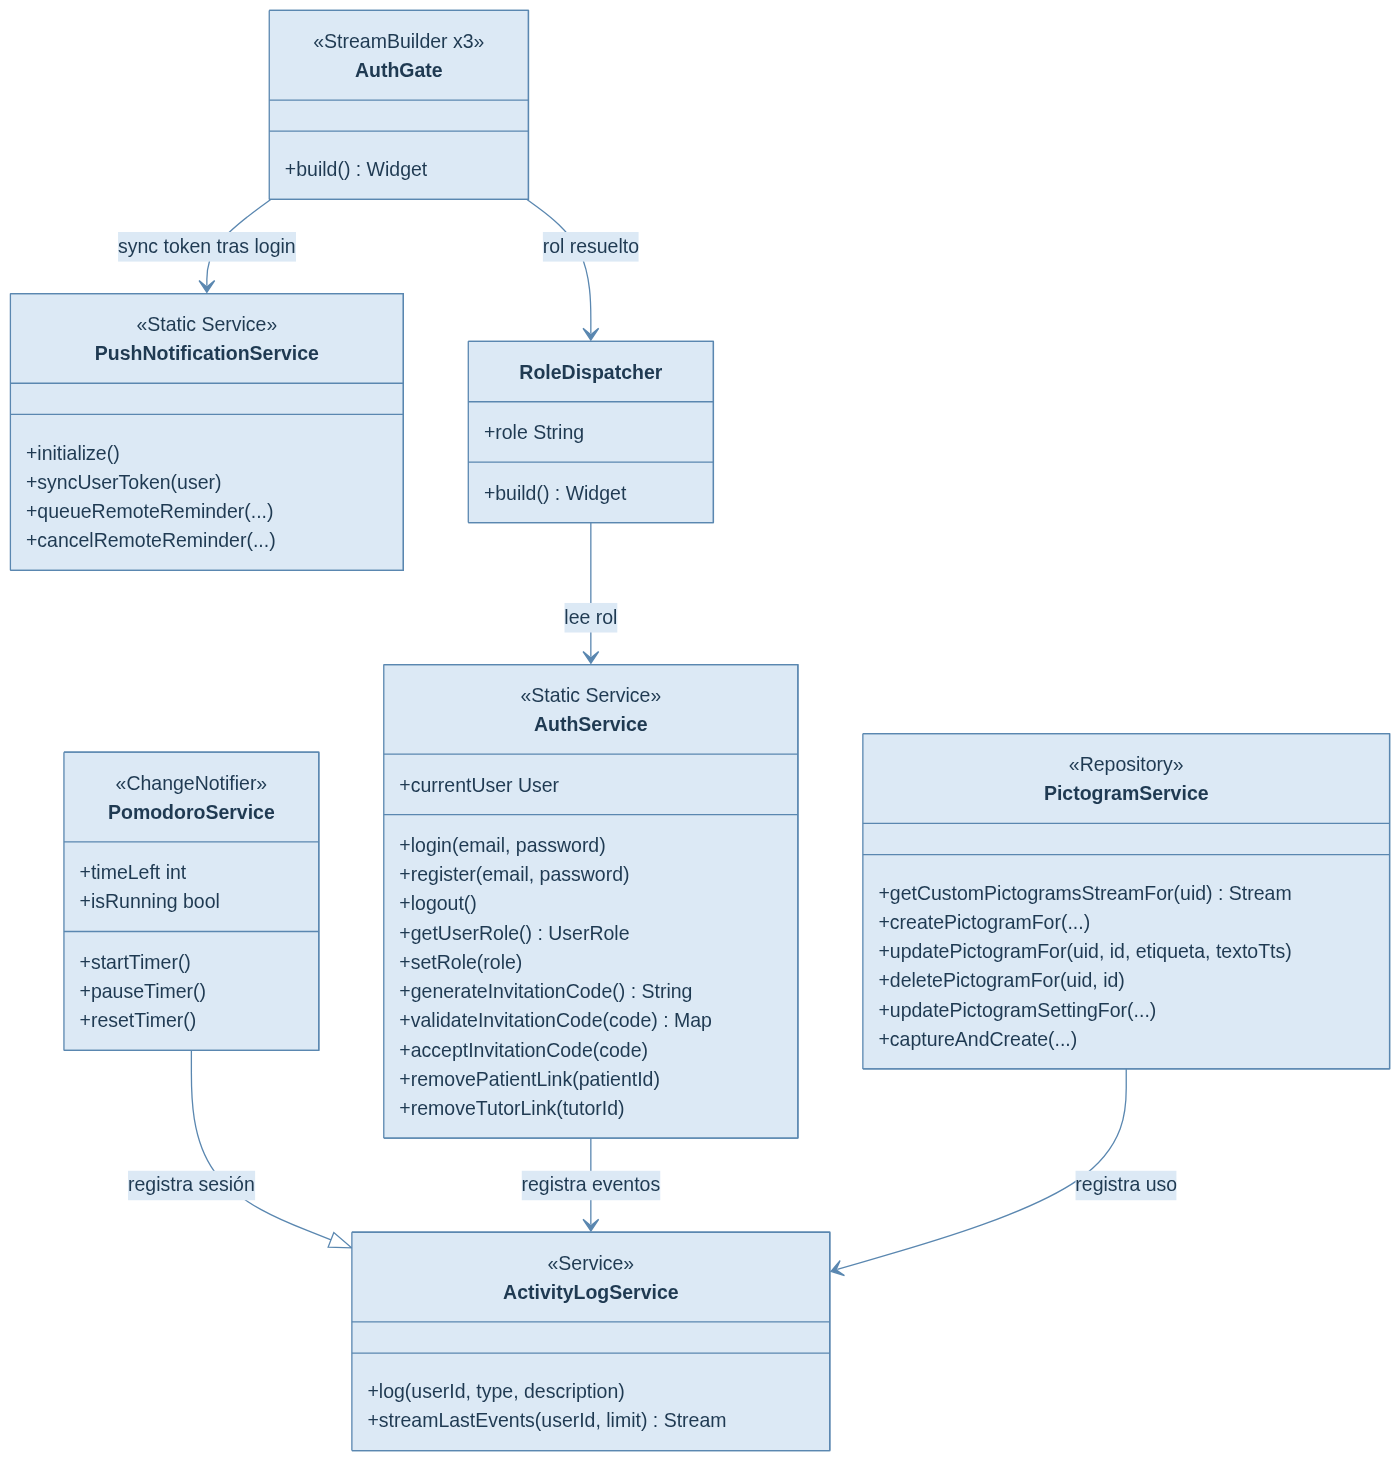 «StreamBuilder x3»
AuthGate
+build() : Widget
sync token tras login
rol resuelto
«Static Service»
PushNotificationService
+initialize()
+syncUserToken(user)
+queueRemoteReminder(...)
+cancelRemoteReminder(...)
RoleDispatcher
+role String
+build() : Widget
lee rol
«ChangeNotifier»
PomodoroService
+timeLeft int
+isRunning bool
+startTimer()
+pauseTimer()
+resetTimer()
«Static Service»
AuthService
+currentUser User
+login(email, password)
+register(email, password)
+logout()
+getUserRole() : UserRole
+setRole(role)
+generateInvitationCode() : String
+validateInvitationCode(code) : Map
+acceptInvitationCode(code)
+removePatientLink(patientId)
+removeTutorLink(tutorId)
«Repository»
PictogramService
+getCustomPictogramsStreamFor(uid) : Stream
+createPictogramFor(...)
+updatePictogramFor(uid, id, etiqueta, textoTts)
+deletePictogramFor(uid, id)
+updatePictogramSettingFor(...)
+captureAndCreate(...)
registra sesión
registra eventos
registra uso
«Service»
ActivityLogService
+log(userId, type, description)
+streamLastEvents(userId, limit) : Stream